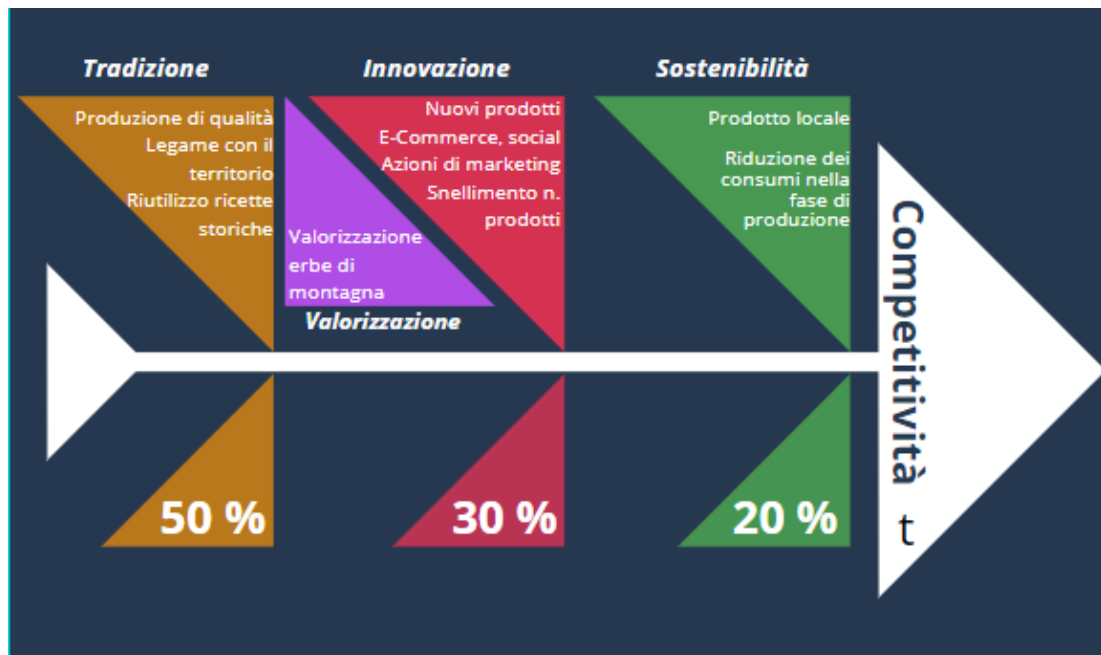 Tradizione
Produzione di qualità
Legame con il
territorio
Riutilizzo ricette
storiche
Valorizzazione
erbe di
montagna
Valorizzazione
Innovazione
Nuovi prodotti
E-Commerce, social
Azioni di marketing
Snellimento n.
prodotti
Sostenibilità
Prodotto locale
Riduzione dei
consumi nella
fase di
produzione
Competitività t
50 %
30 %
20 %